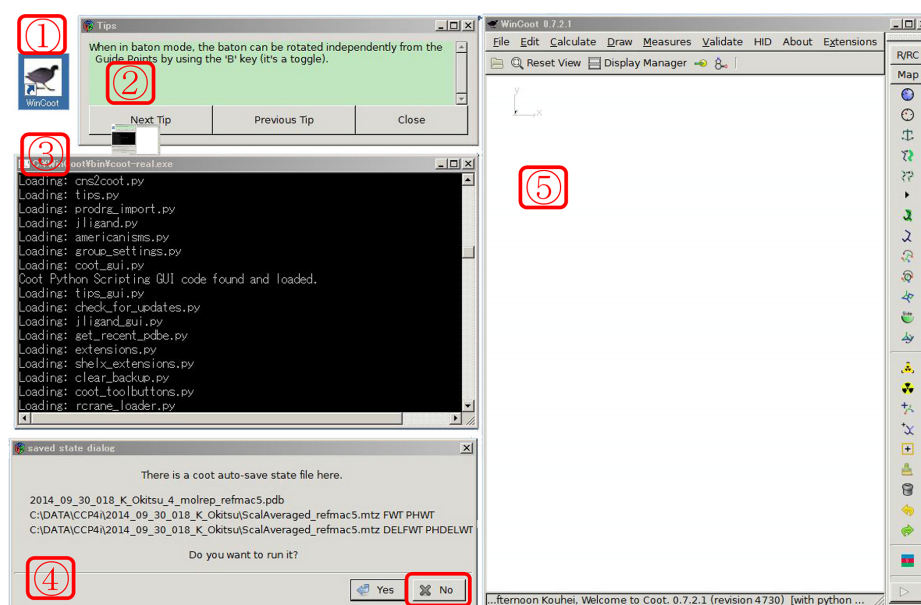 ①
WinCoot
Tips
When in baton mode, the baton can be rotated independently from the
Guide Points by using the 'B' key (it's a toggle).
②
Next Tip
Previous Tip
Close
③
¥bin¥coot-real.exe
Loading: cns2coot.py
Loading: tips.py
Loading: prodrg_import.py
Loading: jligand.py
Loading: americanisms.py
Loading: group_settings.py
Loading: coot_gui.py
Coot Python Scripting GUI code found and loaded.
Loading: tips_gui.py
Loading: check_for_updates.py
Loading: jligand_gui.py
Loading: get_recent_pdbe.py
Loading: extensions.py
Loading: shelx_extensions.py
Loading: clear_backup.py
Loading: coot_toolbuttons.py
Loading: rcrane_loader.py
saved state dialog
There is a coot auto-save state file here.
2014_09_30_018_K_Okitsu_4_molrep_refmac5.pdb
C:\DATA\CCP4i\2014_09_30_018_K_Okitsu\ScalAveraged_refmac5.mtz FWT PHWT
C:\DATA\CCP4i\2014_09_30_018_K_Okitsu\ScalAveraged_refmac5.mtz DELFWT PHDELWT
Do you want to run it?
④
Yes
No
WinCoot 0.7.2.1
File Edit Calculate Draw Measures Validate HID About Extensions
Reset View Display Manager
R/RC
Map
y
x
⑤
...fternoon Kouhei, Welcome to Coot. 0.7.2.1 (revision 4730) [with python ...